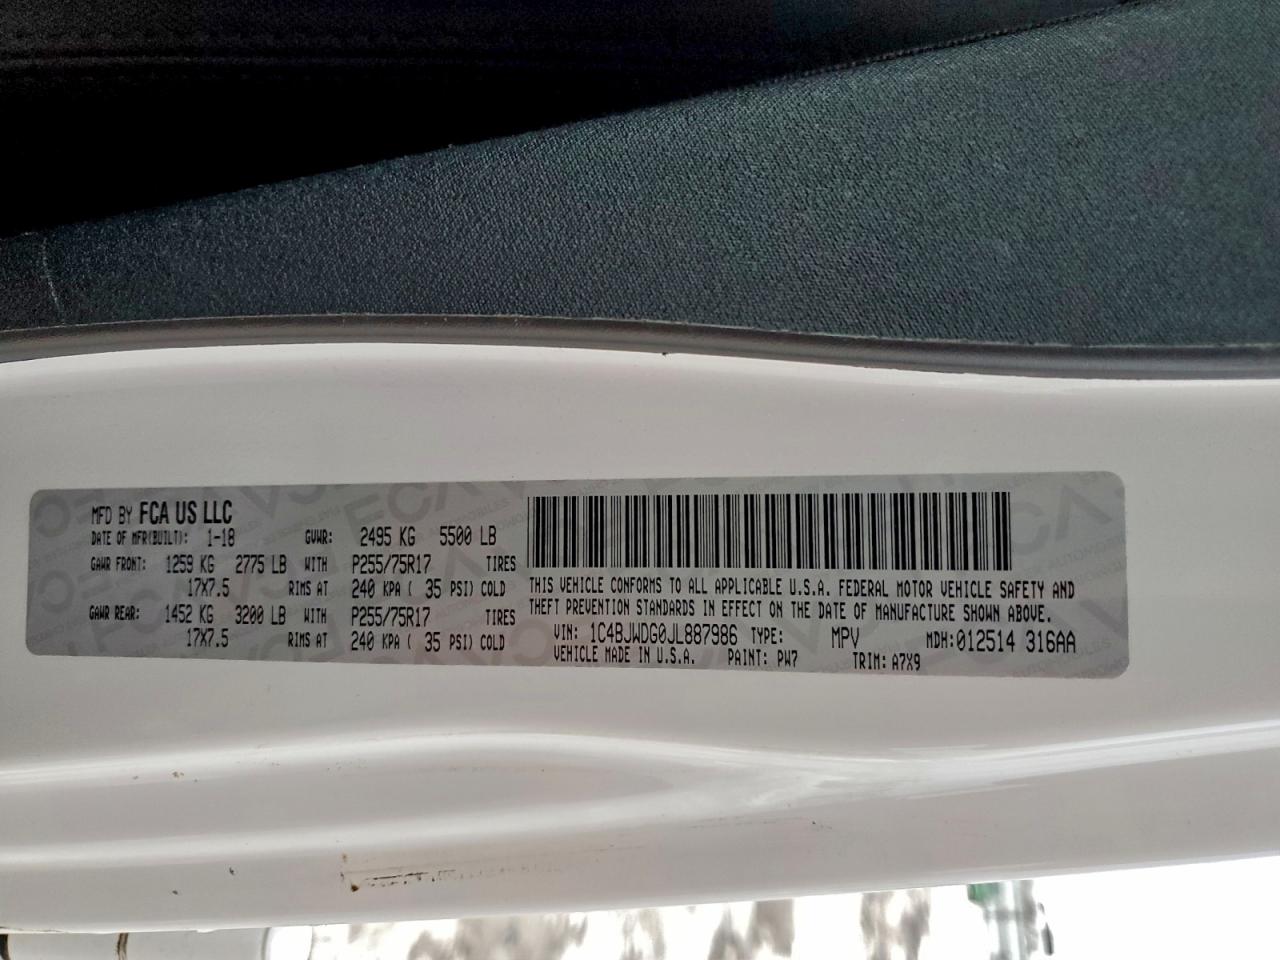 MFD BY FCA US LLC
DATE OF MFR(BUILT): 1-18 GVWR: 2495 KG 5500 LB
GAWR FRONT: 1259 KG 2775 LB WITH P255/75R17 TIRES
17X7.5 RIMS AT 240 KPA ( 35 PSI) COLD
GAWR REAR: 1452 KG 3200 LB WITH P255/75R17 TIRES
17X7.5 RIMS AT 240 KPA ( 35 PSI) COLD
THIS VEHICLE CONFORMS TO ALL APPLICABLE U.S.A. FEDERAL MOTOR VEHICLE SAFETY AND
THEFT PREVENTION STANDARDS IN EFFECT ON THE DATE OF MANUFACTURE SHOWN ABOVE.
VIN: 1C4BJWDG0JL887986 TYPE: MPV MDH:012514 316AA
VEHICLE MADE IN U.S.A. PAINT: PW7 TRIM: A7X9